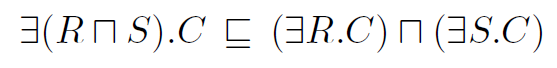 ∃(R ⊓ S).C ⊑ (∃R.C) ⊓ (∃S.C)